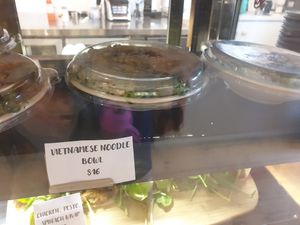 VIETNAMESE NOODLE
BOWL
$16
CHICKEN, PESTO,
SPINACH WRAP